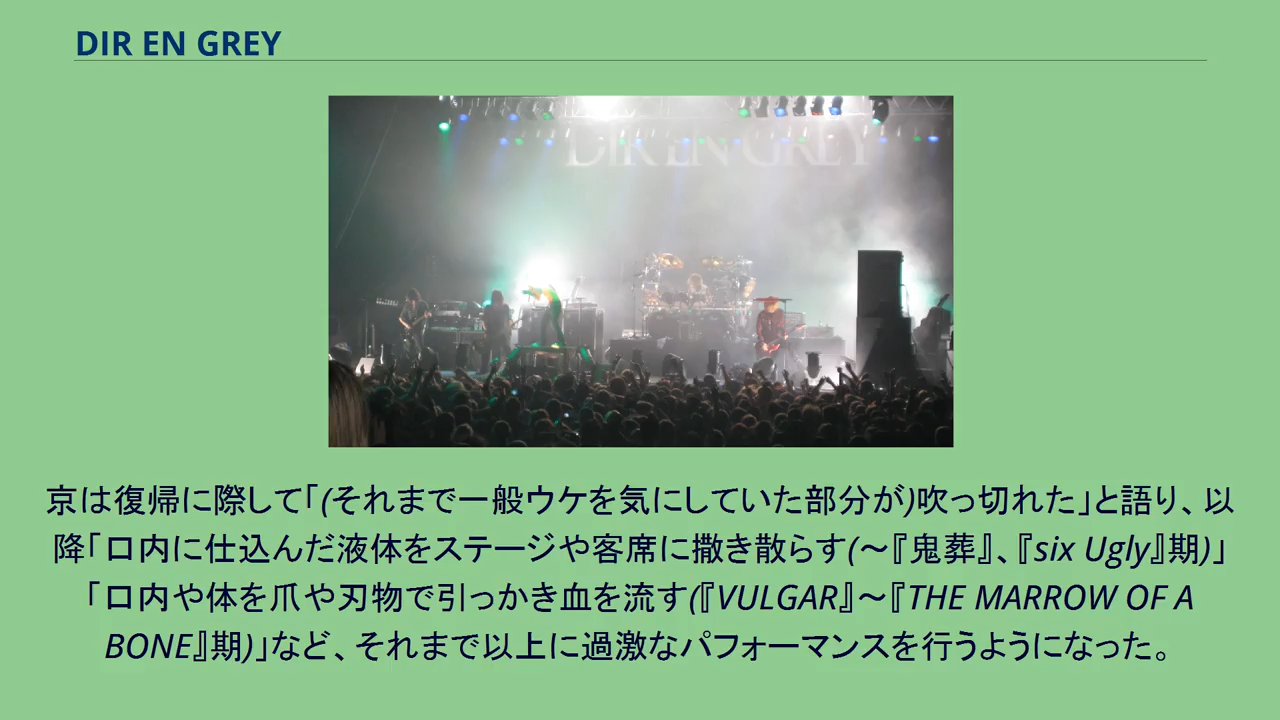 DIR EN GREY
DIR EN GREY
京は復帰に際して「(それまで一般ウケを気にしていた部分が)吹っ切れた」と語り、以
降「口内に仕込んだ液体をステージや客席に撒き散らす(～『鬼葬』、『six Ugly』期)」
「口内や体を爪や刃物で引っかき血を流す(『VULGAR』～『THE MARROW OF A
BONE』期)」など、それまで以上に過激なパフォーマンスを行うようになった。